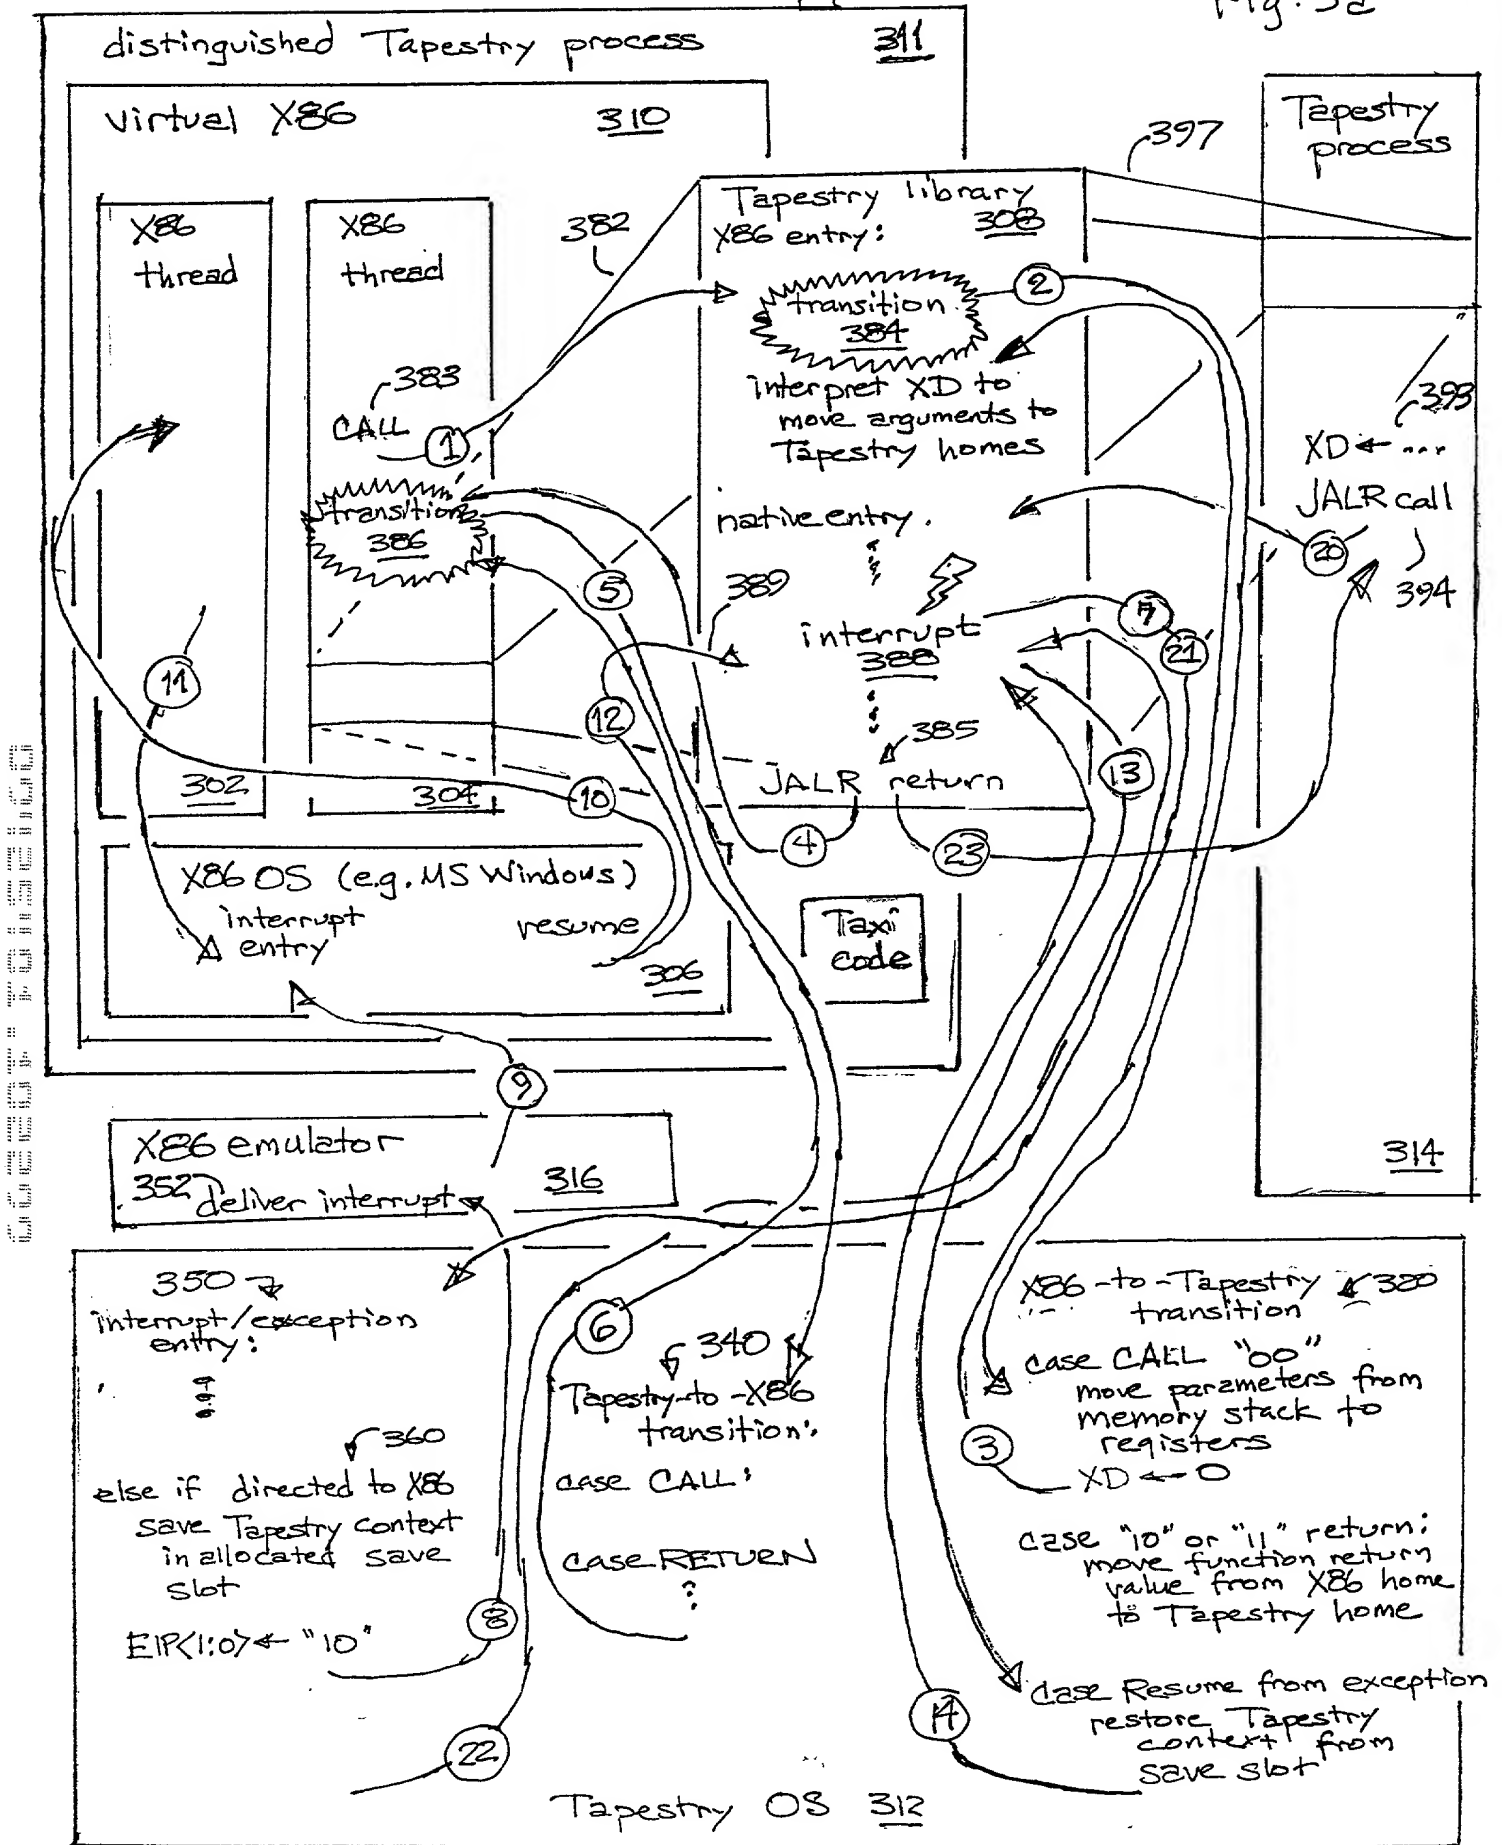 Fig. 3a
distinguished Tapestry process 311
virtual X86 310
Tapestry
process
397
X86
thread
X86
thread
382
Tapestry library
308
X86 entry:
2
transition
384
383
CALL
1
interpret XD to
move arguments to
Tapestry homes
393
XD ← ...
JALR call
transition
386
native entry.
20
394
5
389
7
interrupt
388
21
11
12
385
13
302
304
10
JALR return
4
23
X86 OS (e.g. MS Windows)
interrupt
entry
resume
306
Taxi
code
9
X86 emulator
352 deliver interrupt
316
314
350
interrupt/exception
entry:
360
else if directed to X86
save Tapestry context
in allocated save
slot
EIP<1:0> ← "10"
8
22
6
340
Tapestry-to-X86
transition:
case CALL:
case RETURN
X86-to-Tapestry 320
transition
case CALL "00"
move parameters from
memory stack to
registers
3
XD ← 0
case "10" or "11" return:
move function return
value from X86 home
to Tapestry home
14
case Resume from exception
restore Tapestry
context from
save slot
Tapestry OS 312